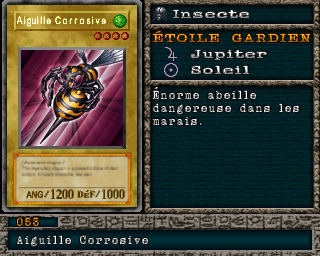 Aiguille Corrosive
ANG/1200 DéF/1000
Insecte
ÉTOILE GARDIEN
Jupiter
Soleil
Énorme abeille
dangereuse dans les
marais.
053
Aiguille Corrosive